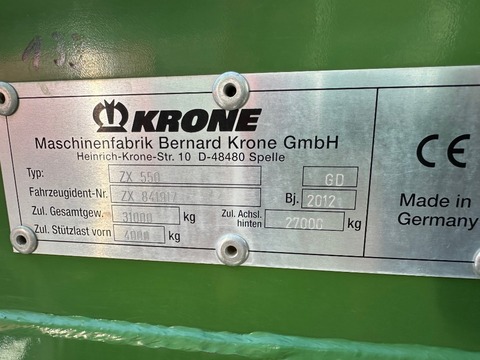 KRONE
Maschinenfabrik Bernard Krone GmbH
Heinrich-Krone-Str. 10 D-48480 Spelle
Typ: ZX 550 GD
Fahrzeugident-Nr. Bj. 2012
Zul. Gesamtgew. 31000 kg Zul. Achsl. hinten 27000 kg
Zul. Stützlast vorn 4000 kg
CE
Made in
Germany